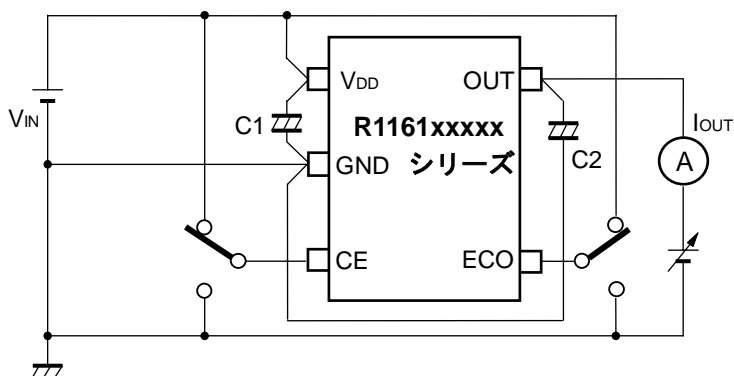 VDD
OUT
VIN
C1
R1161xxxxx
シリーズ
GND
C2
IOUT
A
CE
ECO